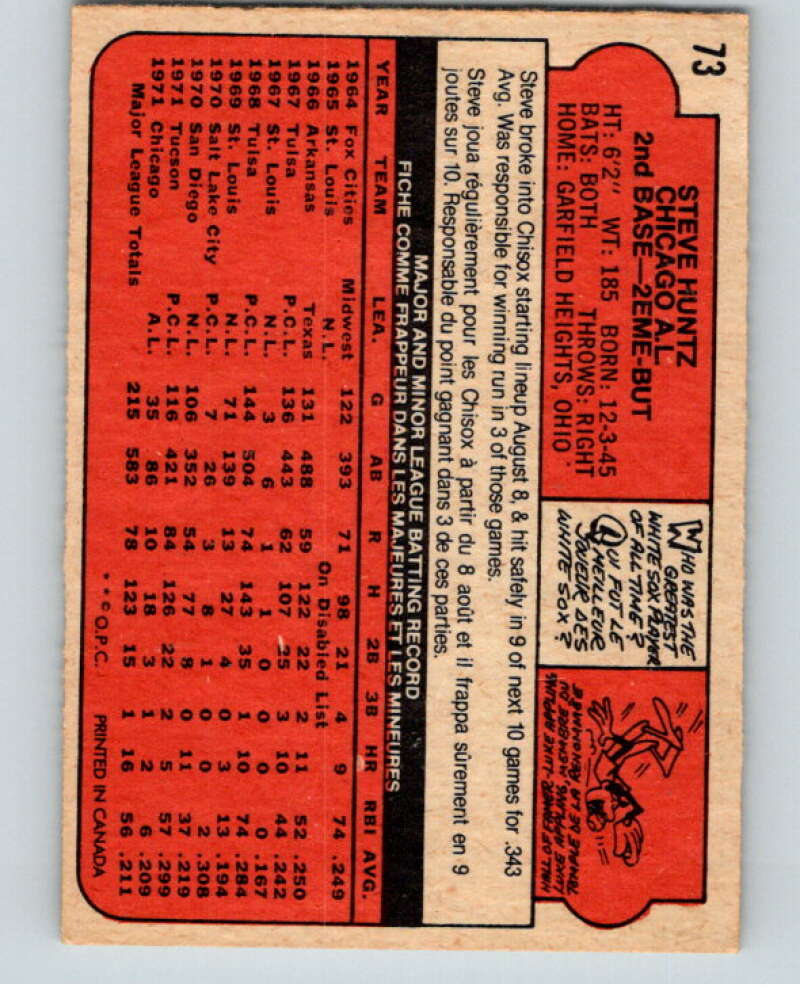 73
STEVE HUNTZ
CHICAGO A.L.
2nd BASE—2EME-BUT
HT: 6'2" WT: 185 BORN: 12-3-45
BATS: BOTH THROWS: RIGHT
HOME: GARFIELD HEIGHTS, OHIO
WHO WAS THE
GREATEST
WHITE SOX PLAYER
OF ALL TIME?
QUI FUT LE
MEILLEUR
JOUEUR DES
WHITE SOX?
HALL OF FAMER-LUKE APPLING
LUKE APPLING, MEMBRE DU
TEMPLE DE LA RENOMMÉE
Steve broke into Chisox starting lineup August 8, & hit safely in 9 of next 10 games for .343
Avg. Was responsible for winning run in 3 of those games.
Steve joua régulièrement pour les Chisox à partir du 8 août et il frappa sûrement en 9
joutes sur 10. Responsable du point gagnant dans 3 de ces parties.
MAJOR AND MINOR LEAGUE BATTING RECORD
FICHE COMME FRAPPEUR DANS LES MAJEURES ET LES MINEURES
YEAR TEAM LEA. G AB R H 2B 3B HR RBI AVG.
1964 Fox Cities Midwest 122 393 71 98 21 4 9 74 .249
1965 St. Louis N.L. On Disabled List
1966 Arkansas Texas 131 488 59 122 22 2 11 52 .250
1967 Tulsa P.C.L. 136 443 62 107 25 3 10 44 .242
1967 St. Louis N.L. 3 6 1 1 0 0 0 0 .167
1968 Tulsa P.C.L. 144 504 74 143 35 1 10 74 .284
1969 St. Louis N.L. 71 139 13 27 4 0 3 13 .194
1970 Salt Lake City P.C.L. 7 26 3 8 1 0 0 2 .308
1970 San Diego N.L. 106 352 54 77 8 0 11 37 .219
1971 Tucson P.C.L. 116 421 84 126 22 2 5 57 .299
1971 Chicago A.L. 35 86 10 18 3 1 2 6 .209
Major League Totals 215 583 78 123 15 1 16 56 .211
* * © O.P.C. PRINTED IN CANADA